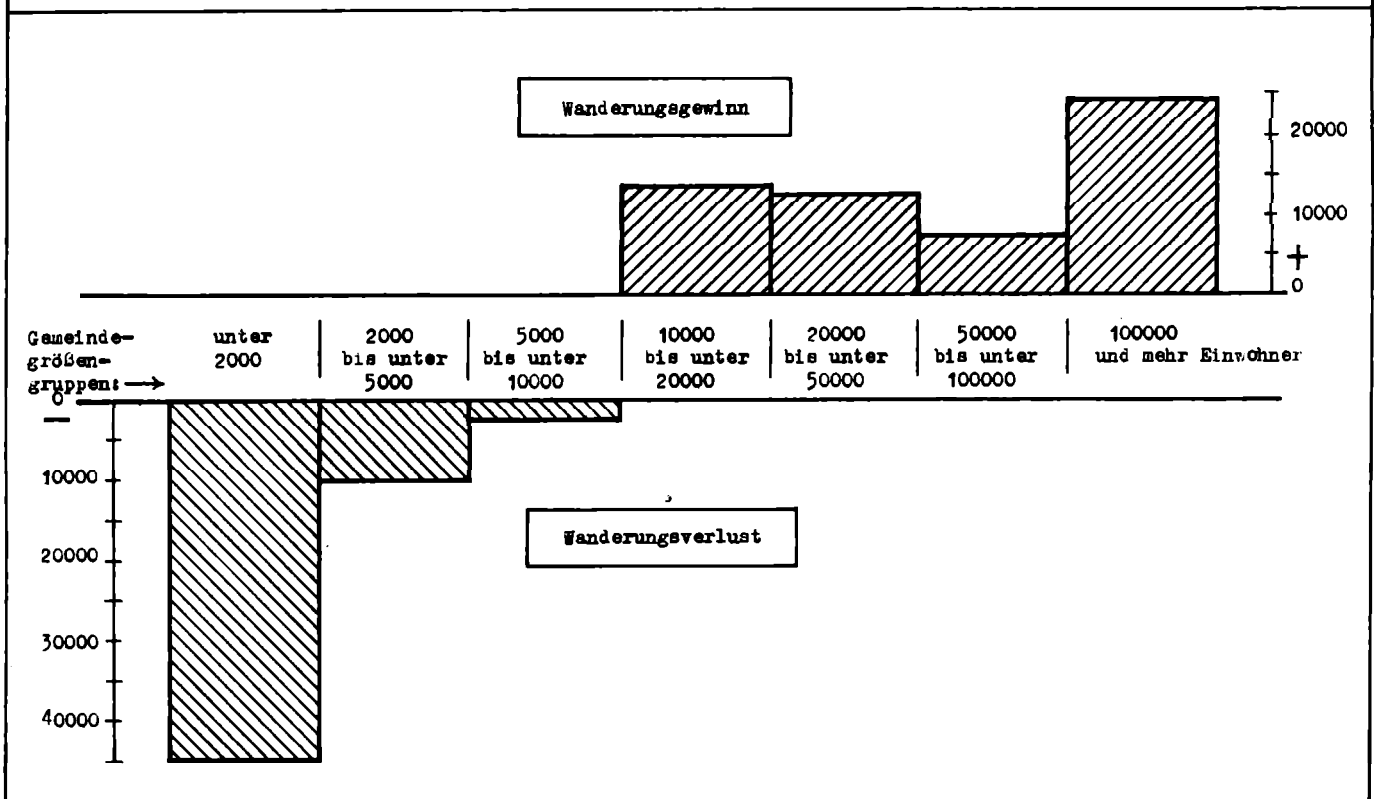 Wanderungsgewinn
20000
10000
+
0
Gemeinde-
größen-
gruppen: →
unter
2000
2000
bis unter
5000
5000
bis unter
10000
10000
bis unter
20000
20000
bis unter
50000
50000
bis unter
100000
100000
und mehr Einwohner
0
−
10000
20000
30000
40000
Wanderungsverlust